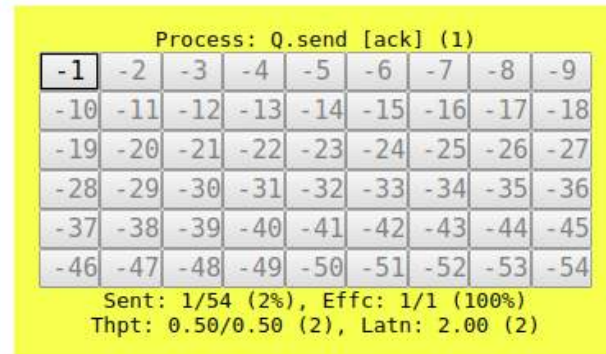 Process: Q.send [ack] (1)
-1 -2 -3 -4 -5 -6 -7 -8 -9
-10 -11 -12 -13 -14 -15 -16 -17 -18
-19 -20 -21 -22 -23 -24 -25 -26 -27
-28 -29 -30 -31 -32 -33 -34 -35 -36
-37 -38 -39 -40 -41 -42 -43 -44 -45
-46 -47 -48 -49 -50 -51 -52 -53 -54
Sent: 1/54 (2%), Effc: 1/1 (100%)
Thpt: 0.50/0.50 (2), Latn: 2.00 (2)